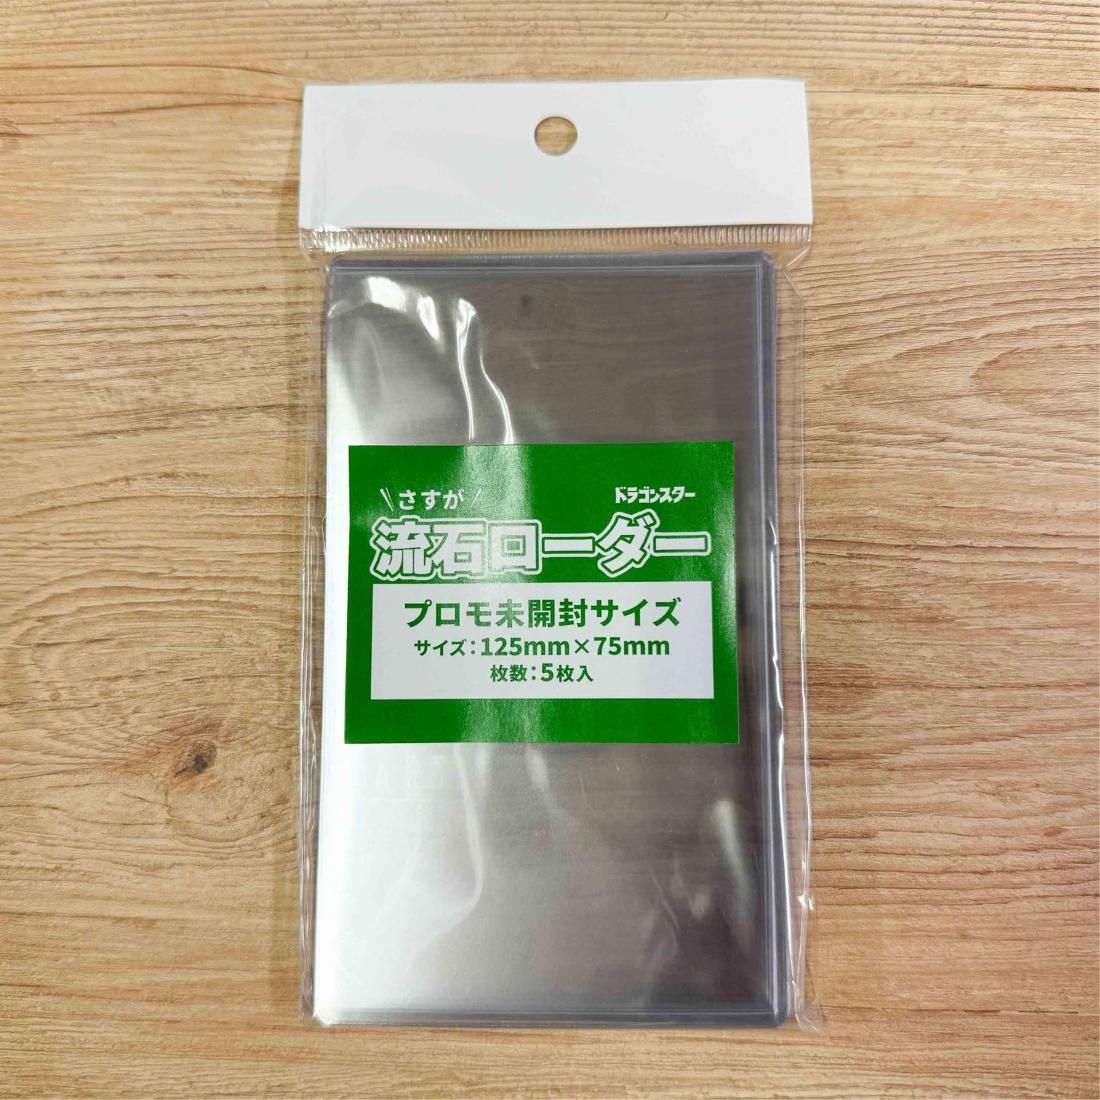 \ さすが /
ドラゴンスター
流石ローダー
プロモ未開封サイズ
サイズ：125mm×75mm
枚数：5枚入